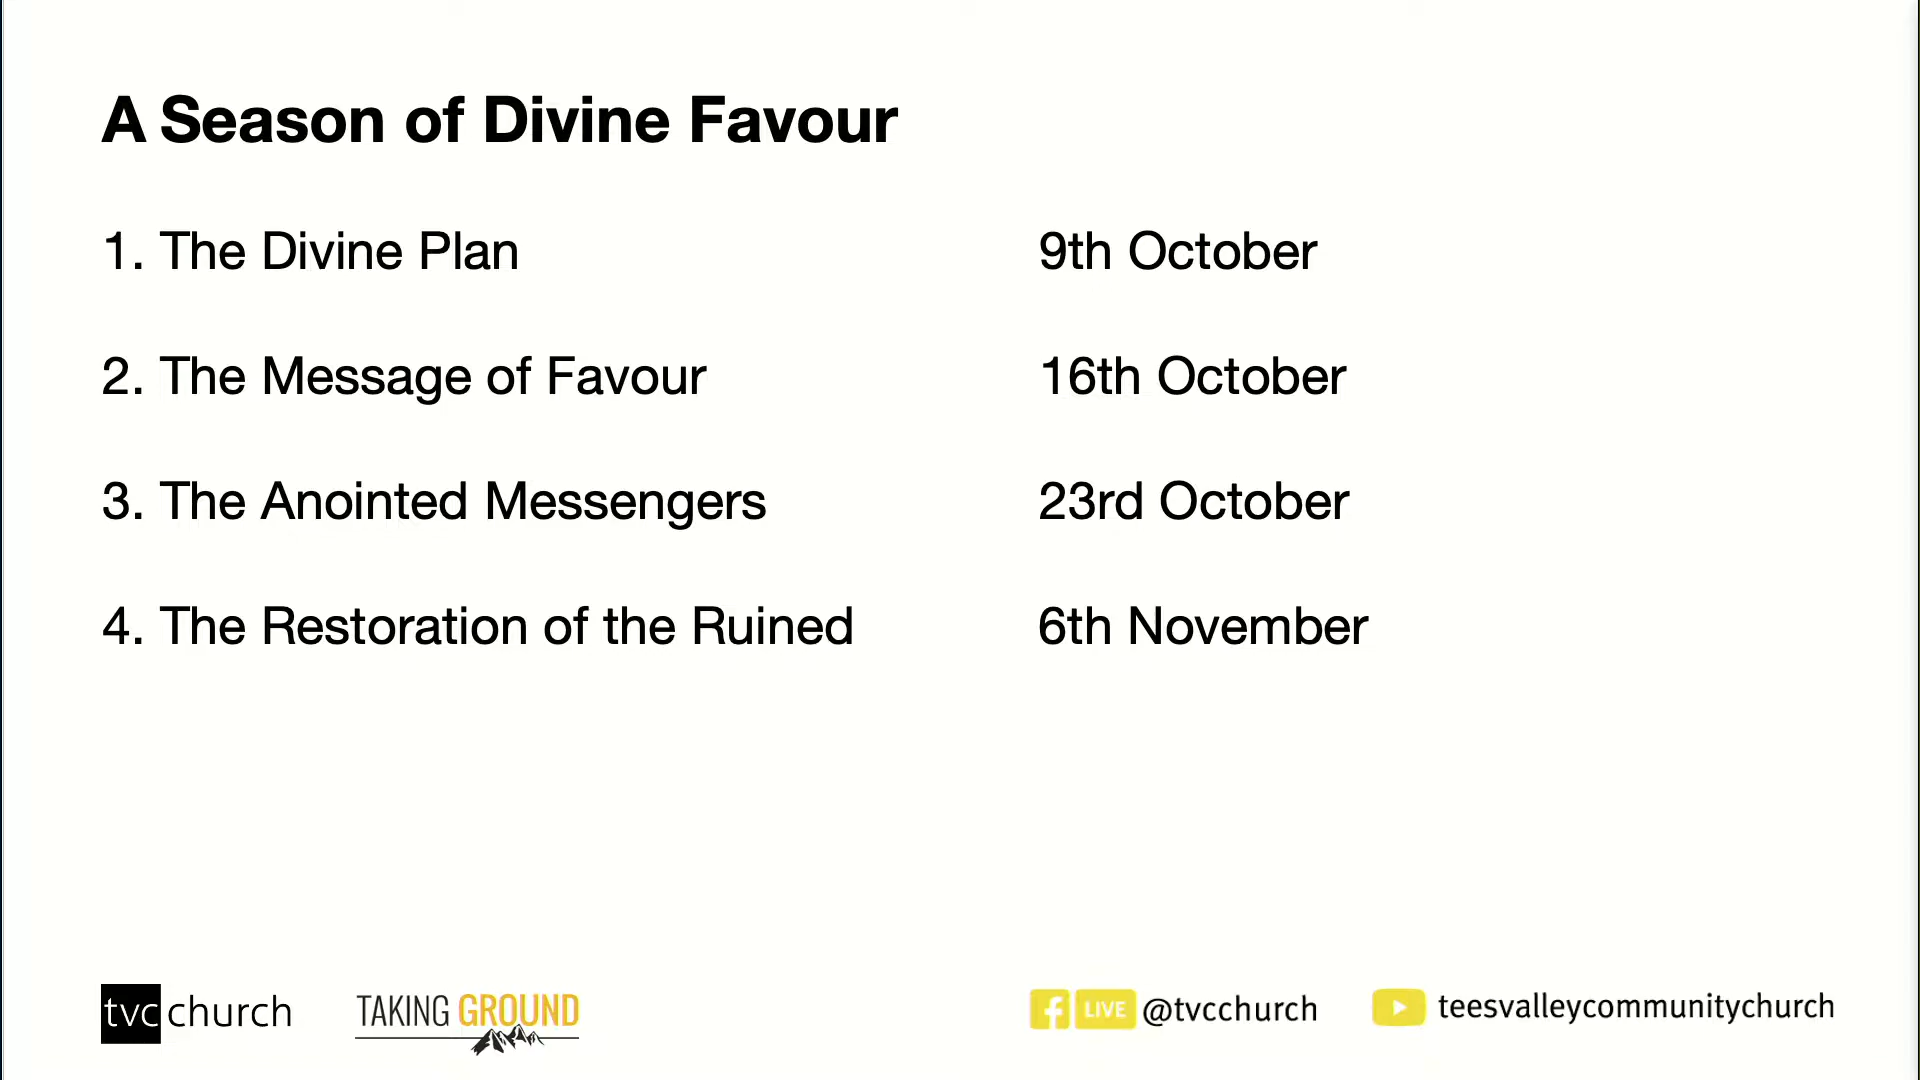 A Season of Divine Favour
1. The Divine Plan 9th October
2. The Message of Favour 16th October
3. The Anointed Messengers 23rd October
4. The Restoration of the Ruined 6th November
tvc church TAKING GROUND f LIVE @tvcchurch teesvalleycommunitychurch